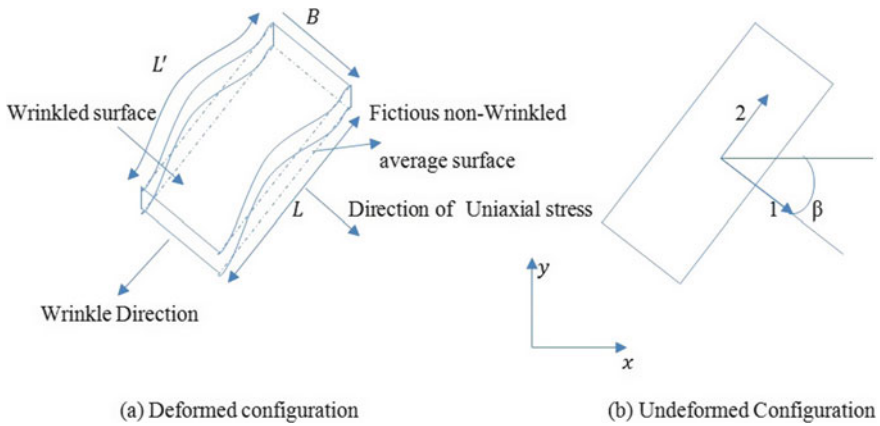 B
L'
Wrinkled surface
Fictious non-Wrinkled
average surface
L
Direction of Uniaxial stress
Wrinkle Direction
2
1
β
y
x
(a) Deformed configuration
(b) Undeformed Configuration